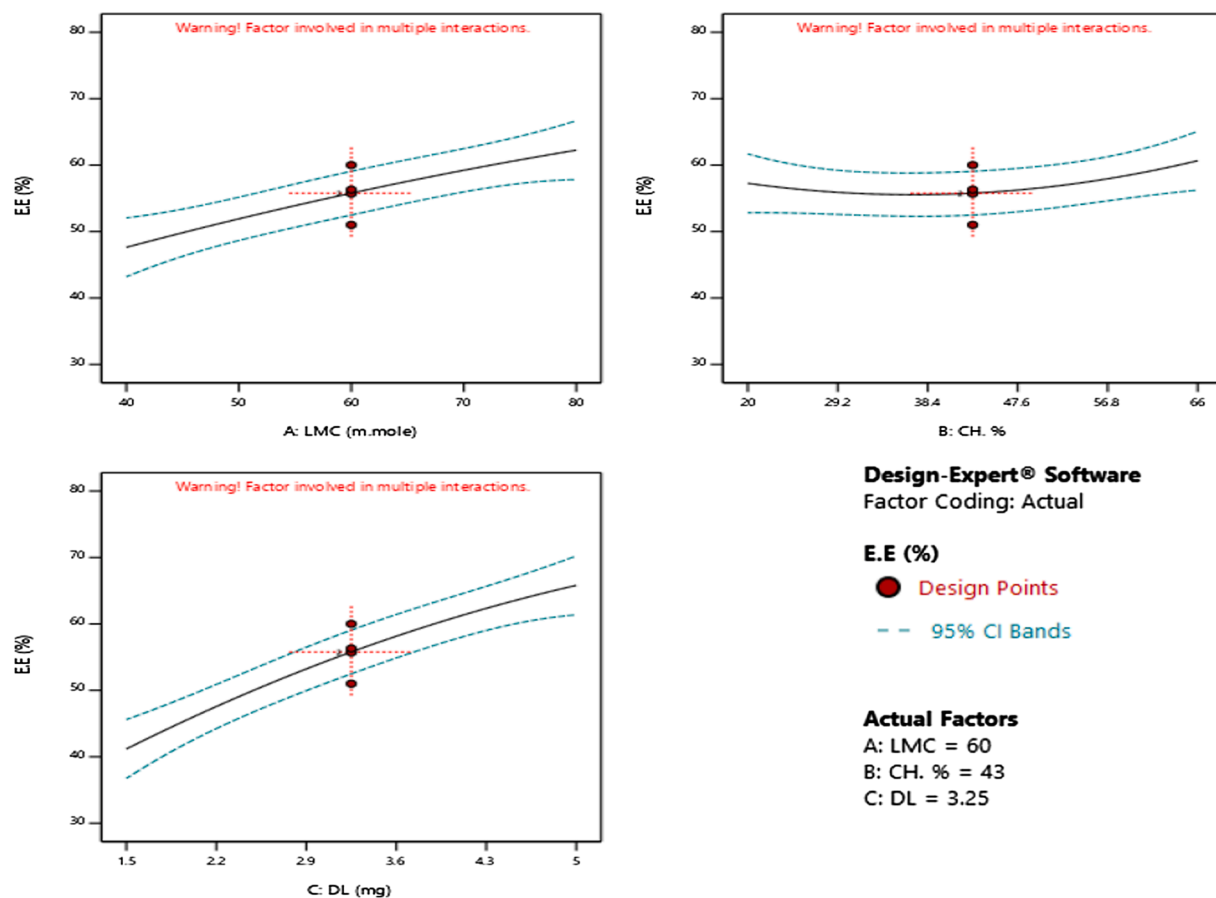 Warning! Factor involved in multiple interactions.
80
70
60
50
40
30
E.E (%)
40 50 60 70 80
A: LMC (m.mole)
Warning! Factor involved in multiple interactions.
80
70
60
50
40
30
E.E (%)
20 29.2 38.4 47.6 56.8 66
B: CH. %
Warning! Factor involved in multiple interactions.
80
70
60
50
40
30
E.E (%)
1.5 2.2 2.9 3.6 4.3 5
C: DL (mg)
Design-Expert® Software
Factor Coding: Actual
E.E (%)
Design Points
95% CI Bands
Actual Factors
A: LMC = 60
B: CH. % = 43
C: DL = 3.25